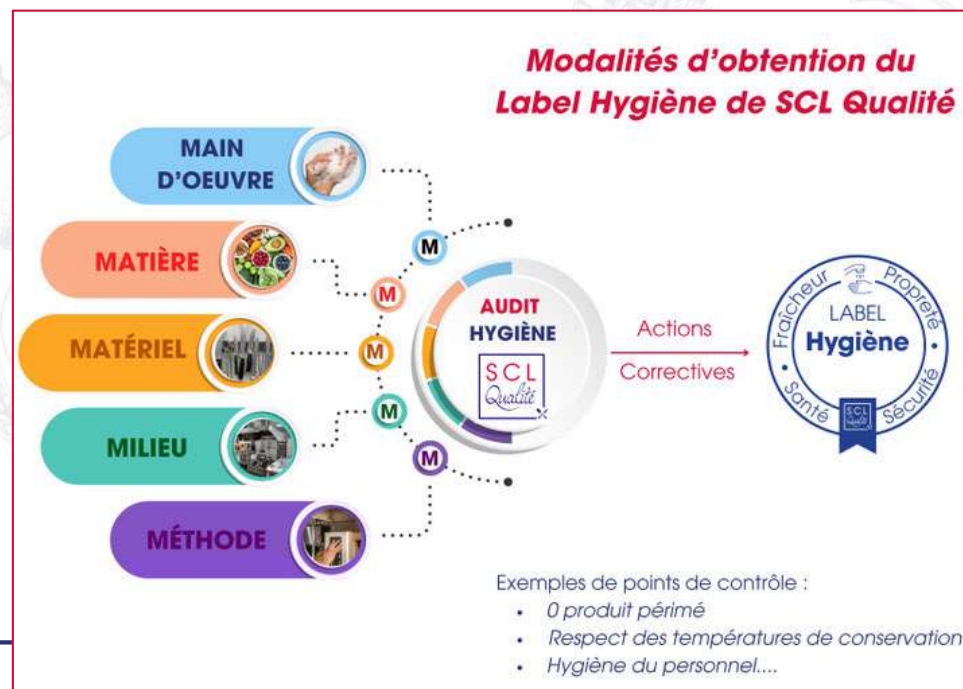 Modalités d'obtention du
Label Hygiène de SCL Qualité
MAIN
D'OEUVRE
MATIÈRE
MATÉRIEL
MILIEU
MÉTHODE
M
M
M
M
M
AUDIT
HYGIÈNE
SCL
Qualité
Actions
Correctives
Fraîcheur • Propreté • Sécurité • Santé •
LABEL
Hygiène
SCL
Qualité
Exemples de points de contrôle :
• 0 produit périmé
• Respect des températures de conservation
• Hygiène du personnel....